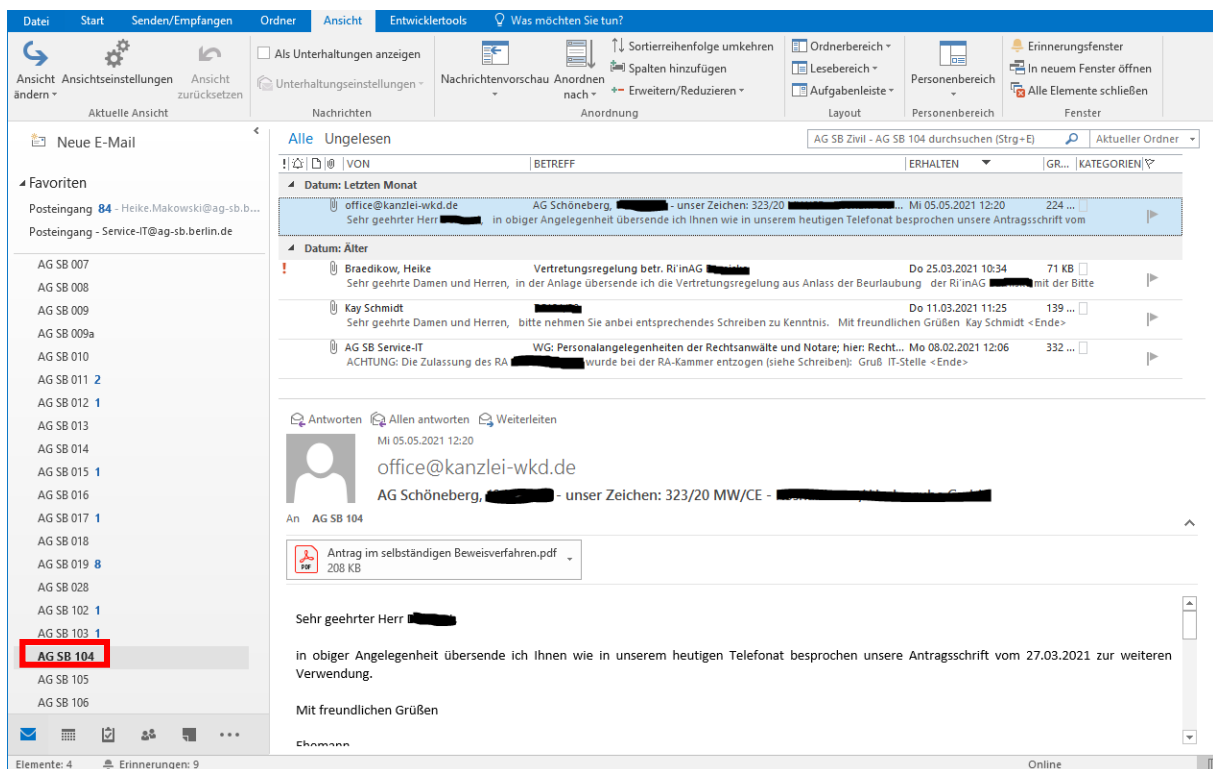 Datei Start Senden/Empfangen Ordner Ansicht Entwicklertools Was möchten Sie tun?
Ansicht ändern
Ansichtseinstellungen
Ansicht zurücksetzen
Aktuelle Ansicht
Als Unterhaltungen anzeigen
Unterhaltungseinstellungen
Nachrichten
Nachrichtenvorschau
Anordnen nach
Sortierreihenfolge umkehren
Spalten hinzufügen
Erweitern/Reduzieren
Anordnung
Ordnerbereich
Lesebereich
Aufgabenleiste
Layout
Personenbereich
Personenbereich
Erinnerungsfenster
In neuem Fenster öffnen
Alle Elemente schließen
Fenster
Neue E-Mail
Favoriten
Posteingang 84 - Heike.Makowski@ag-sb.b...
Posteingang - Service-IT@ag-sb.berlin.de
AG SB 007
AG SB 008
AG SB 009
AG SB 009a
AG SB 010
AG SB 011 2
AG SB 012 1
AG SB 013
AG SB 014
AG SB 015 1
AG SB 016
AG SB 017 1
AG SB 018
AG SB 019 8
AG SB 028
AG SB 102 1
AG SB 103 1
AG SB 104
AG SB 105
AG SB 106
Alle Ungelesen
AG SB Zivil - AG SB 104 durchsuchen (Strg+E) Aktueller Ordner
VON BETREFF ERHALTEN GR... KATEGORIEN
Datum: Letzten Monat
office@kanzlei-wkd.de AG Schöneberg, - unser Zeichen: 323/20 ... Mi 05.05.2021 12:20 224 ...
Sehr geehrter Herr , in obiger Angelegenheit übersende ich Ihnen wie in unserem heutigen Telefonat besprochen unsere Antragsschrift vom
Datum: Älter
! Braedikow, Heike Vertretungsregelung betr. Ri'inAG Do 25.03.2021 10:34 71 KB
Sehr geehrte Damen und Herren, in der Anlage übersende ich die Vertretungsregelung aus Anlass der Beurlaubung der Ri'inAG mit der Bitte
Kay Schmidt Do 11.03.2021 11:25 139 ...
Sehr geehrte Damen und Herren, bitte nehmen Sie anbei entsprechendes Schreiben zu Kenntnis. Mit freundlichen Grüßen Kay Schmidt <Ende>
AG SB Service-IT WG: Personalangelegenheiten der Rechtsanwälte und Notare; hier: Recht... Mo 08.02.2021 12:06 332 ...
ACHTUNG: Die Zulassung des RA wurde bei der RA-Kammer entzogen (siehe Schreiben): Gruß IT-Stelle <Ende>
Antworten Allen antworten Weiterleiten
Mi 05.05.2021 12:20
office@kanzlei-wkd.de
AG Schöneberg, - unser Zeichen: 323/20 MW/CE -
An AG SB 104
Antrag im selbständigen Beweisverfahren.pdf
208 KB
Sehr geehrter Herr
in obiger Angelegenheit übersende ich Ihnen wie in unserem heutigen Telefonat besprochen unsere Antragsschrift vom 27.03.2021 zur weiteren
Verwendung.
Mit freundlichen Grüßen
Ehemann
Elemente: 4 Erinnerungen: 9 Online